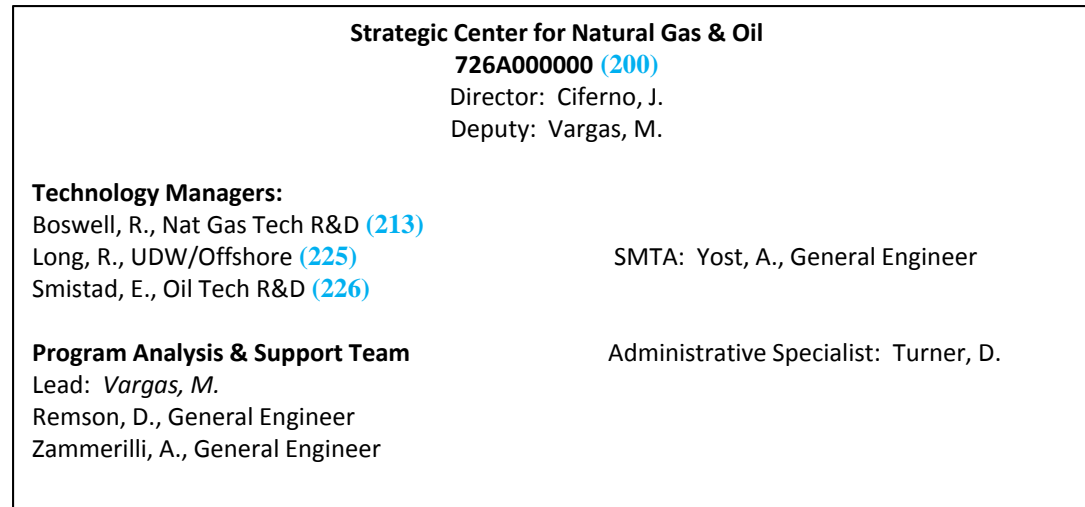 Strategic Center for Natural Gas & Oil
726A000000 (200)
Director: Ciferno, J.
Deputy: Vargas, M.
Technology Managers:
Boswell, R., Nat Gas Tech R&D (213)
Long, R., UDW/Offshore (225)
SMTA: Yost, A., General Engineer
Smistad, E., Oil Tech R&D (226)
Program Analysis & Support Team
Administrative Specialist: Turner, D.
Lead: Vargas, M.
Remson, D., General Engineer
Zammerilli, A., General Engineer